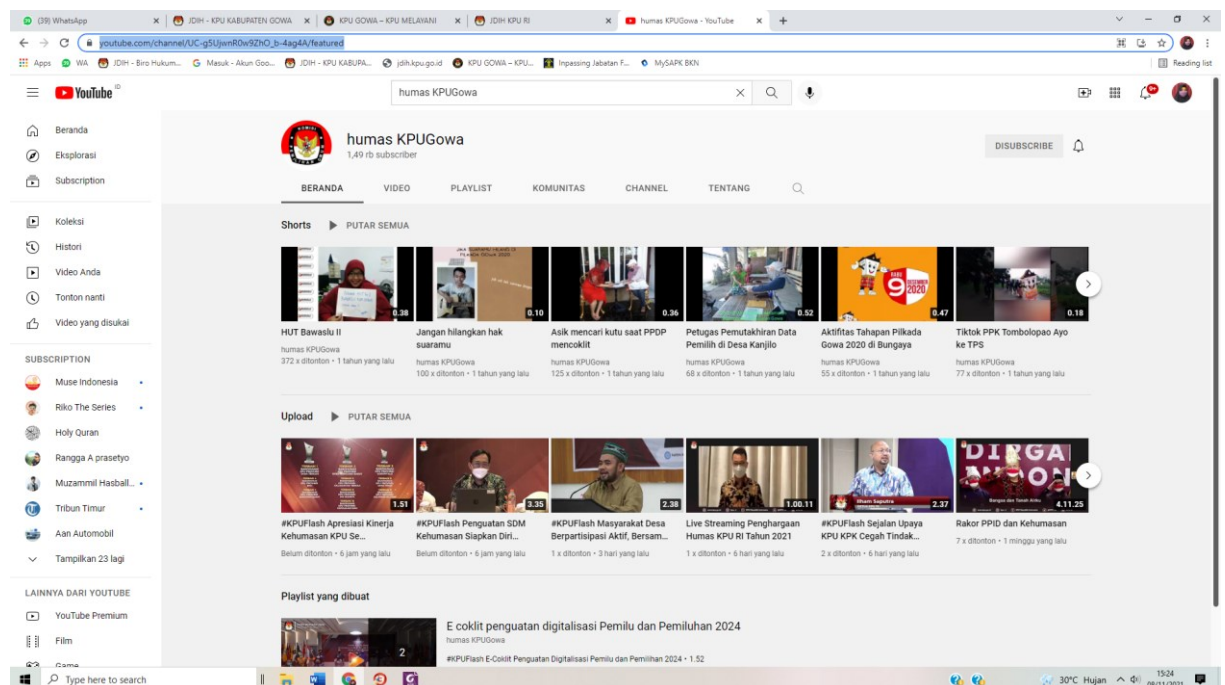 (39) WhatsApp
JDIH - KPU KABUPATEN GOWA
KPU GOWA – KPU MELAYANI
JDIH KPU RI
humas KPUGowa - YouTube
youtube.com/channel/UC-g5UjwnR0w9ZhO_b-4ag4A/featured
Apps
WA
JDIH - Biro Hukum...
Masuk - Akun Goo...
JDIH - KPU KABUPA...
jdih.kpu.go.id
KPU GOWA – KPU...
Inpassing Jabatan F...
MySAPK BKN
Reading list
YouTube ID
humas KPUGowa
9+
Beranda
Eksplorasi
Subscription
Koleksi
Histori
Video Anda
Tonton nanti
Video yang disukai
SUBSCRIPTION
Muse Indonesia
Riko The Series
Holy Quran
Rangga A prasetyo
Muzammil Hasball...
Tribun Timur
Aan Automobil
Tampilkan 23 lagi
LAINNYA DARI YOUTUBE
YouTube Premium
Film
Game
humas KPUGowa
1,49 rb subscriber
DISUBSCRIBE
BERANDA VIDEO PLAYLIST KOMUNITAS CHANNEL TENTANG
Shorts PUTAR SEMUA
0.38
0.10
0.36
0.52
9 2020
0.47
0.18
HUT Bawaslu II
humas KPUGowa
372 x ditonton • 1 tahun yang lalu
Jangan hilangkan hak
suaramu
humas KPUGowa
100 x ditonton • 1 tahun yang lalu
Asik mencari kutu saat PPDP
mencoklit
humas KPUGowa
125 x ditonton • 1 tahun yang lalu
Petugas Pemutakhiran Data
Pemilih di Desa Kanjilo
humas KPUGowa
68 x ditonton • 1 tahun yang lalu
Aktifitas Tahapan Pilkada
Gowa 2020 di Bungaya
humas KPUGowa
55 x ditonton • 1 tahun yang lalu
Tiktok PPK Tombolopao Ayo
ke TPS
humas KPUGowa
77 x ditonton • 1 tahun yang lalu
Upload PUTAR SEMUA
1.51
3.35
2.38
1.00.11
Ilham Saputra
2.37
4.11.25
#KPUFlash Apresiasi Kinerja
Kehumasan KPU Se...
Belum ditonton • 6 jam yang lalu
#KPUFlash Penguatan SDM
Kehumasan Siapkan Diri...
Belum ditonton • 6 jam yang lalu
#KPUFlash Masyarakat Desa
Berpartisipasi Aktif, Bersam...
1 x ditonton • 3 hari yang lalu
Live Streaming Penghargaan
Humas KPU RI Tahun 2021
1 x ditonton • 6 hari yang lalu
#KPUFlash Sejalan Upaya
KPU KPK Cegah Tindak...
2 x ditonton • 6 hari yang lalu
Rakor PPID dan Kehumasan
7 x ditonton • 1 minggu yang lalu
Playlist yang dibuat
2
E coklit penguatan digitalisasi Pemilu dan Pemiluhan 2024
humas KPUGowa
#KPUFlash E-Coklit Penguatan Digitalisasi Pemilu dan Pemilihan 2024 • 1.52
Type here to search
30°C Hujan
15:24
08/11/2021